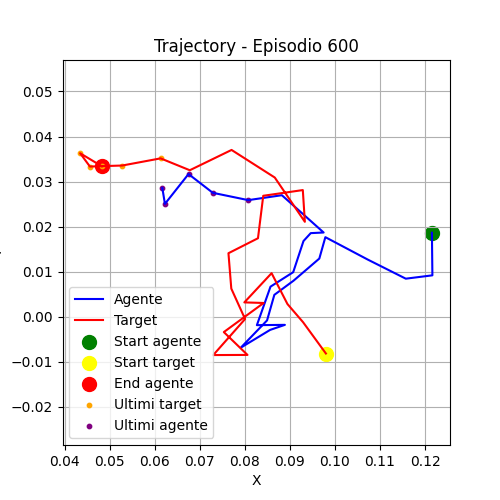 Trajectory - Episodio 600
0.05
0.04
0.03
0.02
0.01
0.00
−0.01
−0.02
Agente
Target
Start agente
Start target
End agente
Ultimi target
Ultimi agente
0.04 0.05 0.06 0.07 0.08 0.09 0.10 0.11 0.12
X